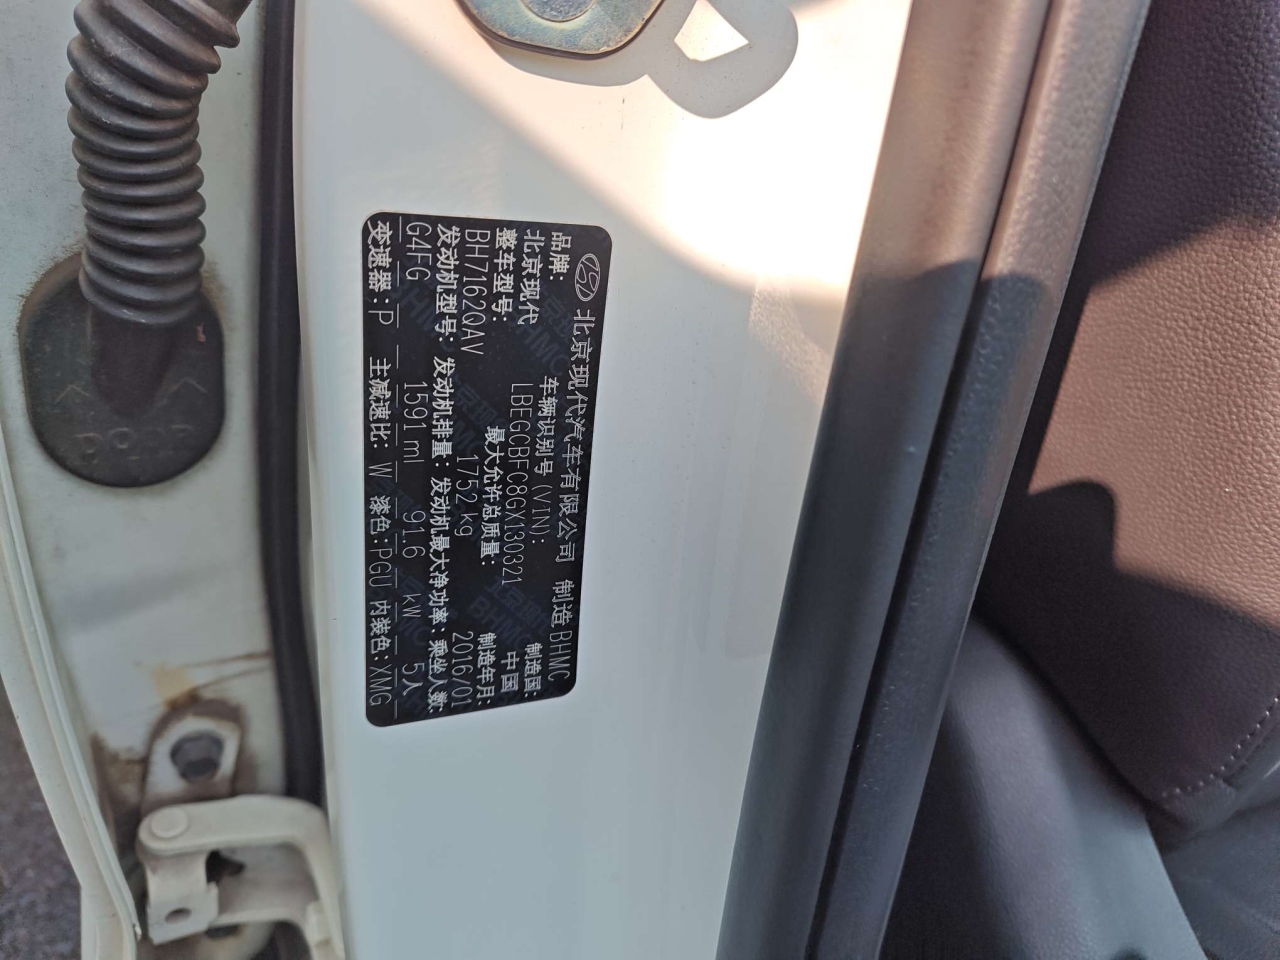 北京现代汽车有限公司 制造 BHMC
品牌: 车辆识别号(VIN): 制造国:
北京现代 LBEGCBFC8GX130321 中国
整车型号: 最大允许总质量: 制造年月:
BH7162QAV 1752 kg 2016/01
发动机型号: 发动机排量: 发动机最大净功率: 乘坐人数:
G4FG 1591 ml 91.6 kW 5人
变速器: P 主减速比: W 漆色: PGU 内装色: XMG